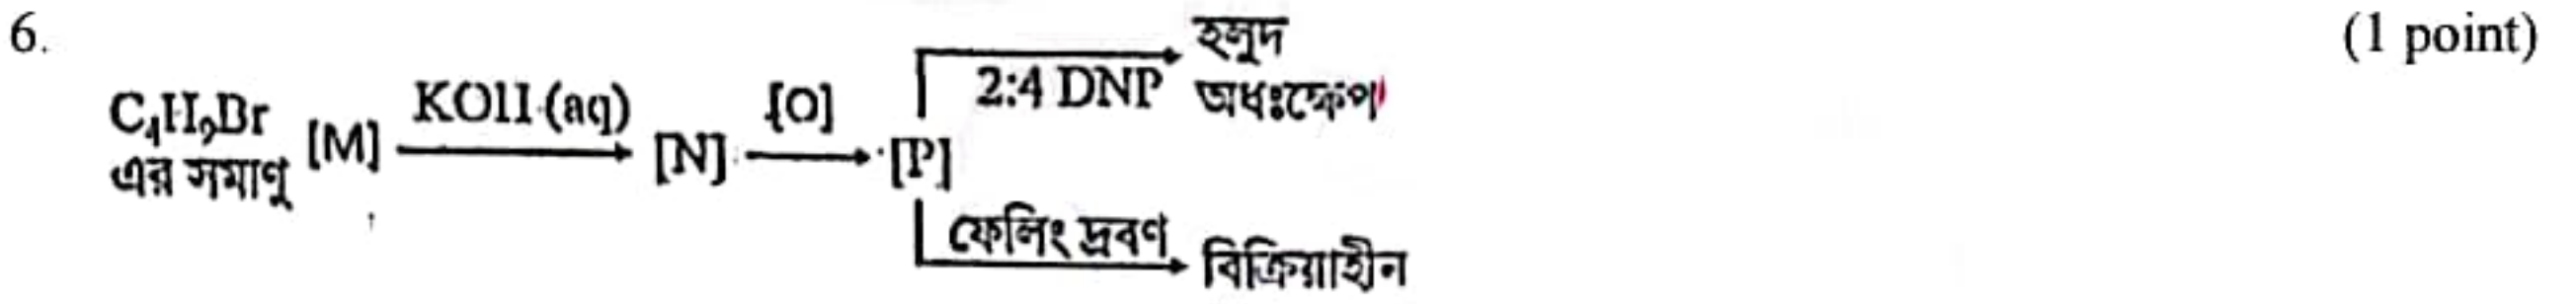 6. (1 point)
C₄H₉Br এর সমাণু [M] KOH (aq) [N] [O] [P]
2:4 DNP হলুদ অধঃক্ষেপ
ফেলিং দ্রবণ বিক্রিয়াহীন